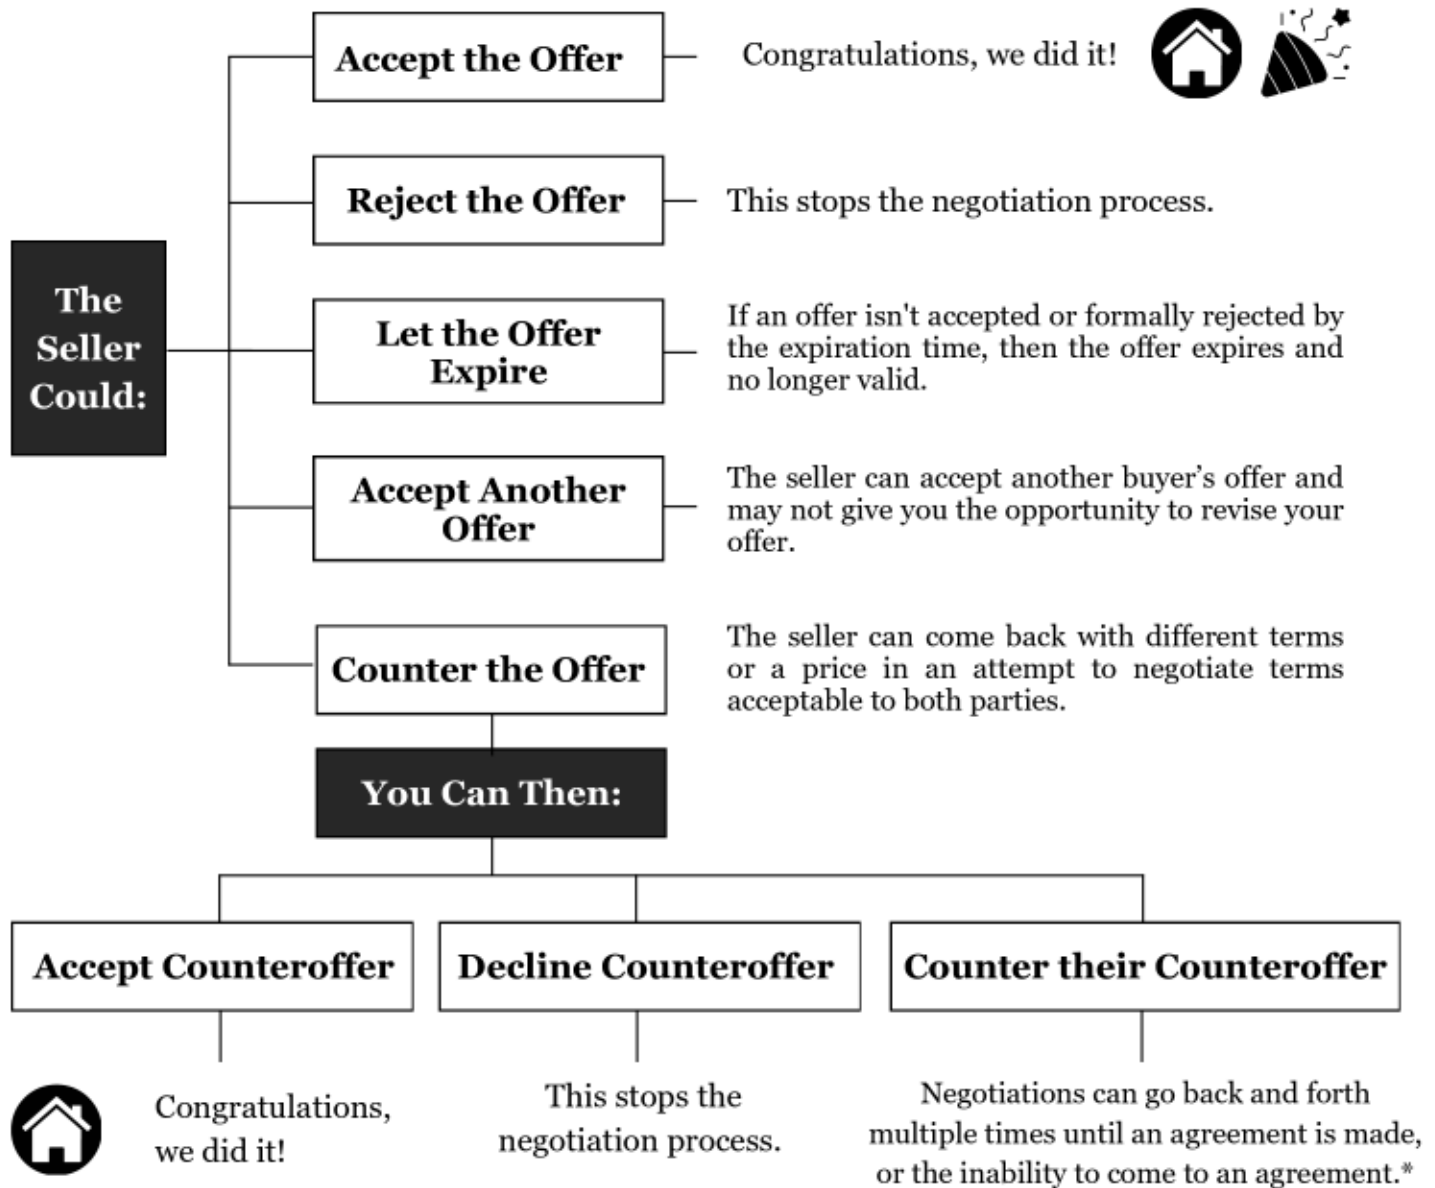 Accept the Offer
Congratulations, we did it!
Reject the Offer
This stops the negotiation process.
The
Seller
Could:
Let the Offer
Expire
If an offer isn't accepted or formally rejected by
the expiration time, then the offer expires and
no longer valid.
Accept Another
Offer
The seller can accept another buyer’s offer and
may not give you the opportunity to revise your
offer.
Counter the Offer
The seller can come back with different terms
or a price in an attempt to negotiate terms
acceptable to both parties.
You Can Then:
Accept Counteroffer
Decline Counteroffer
Counter their Counteroffer
Congratulations,
we did it!
This stops the
negotiation process.
Negotiations can go back and forth
multiple times until an agreement is made,
or the inability to come to an agreement.*